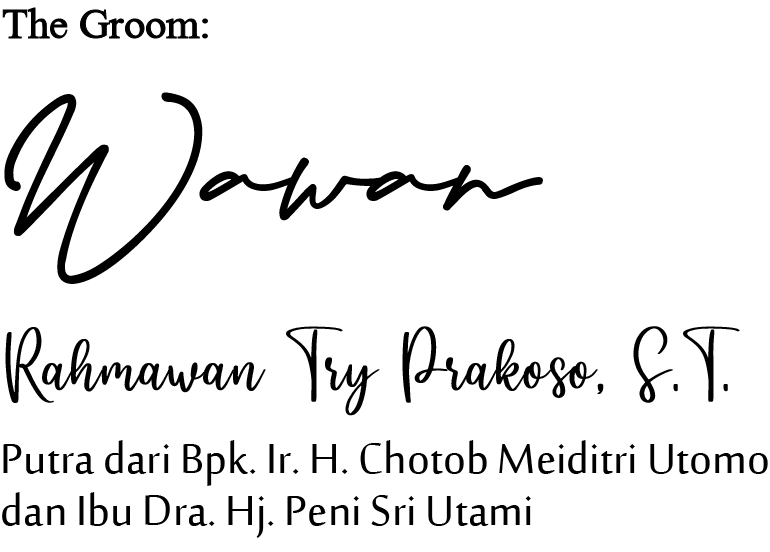 The Groom:
Wawan
Rahmawan Try Prakoso, S.T.
Putra dari Bpk. Ir. H. Chotob Meiditri Utomo
dan Ibu Dra. Hj. Peni Sri Utami